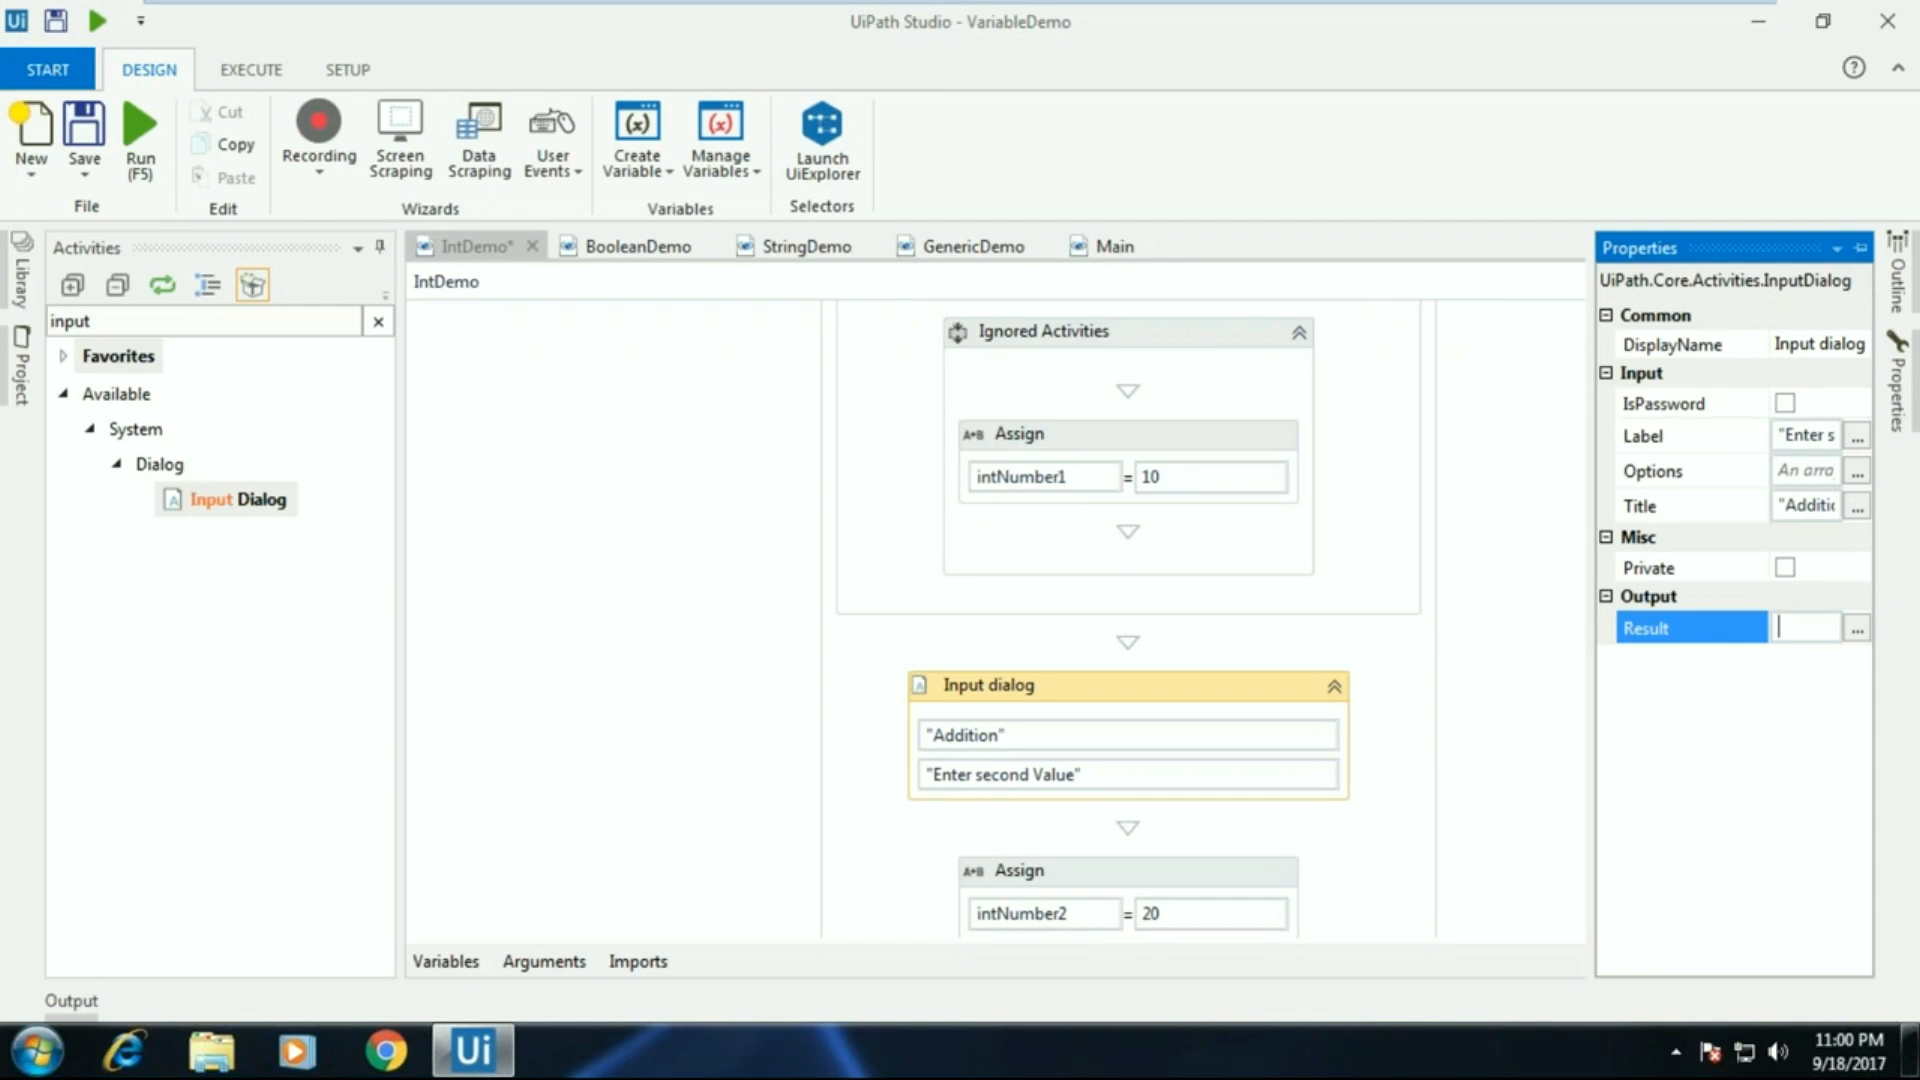 UiPath Studio - VariableDemo
START
DESIGN
EXECUTE
SETUP
New
Save
Run
(F5)
Cut
Copy
Paste
Recording
Screen
Scraping
Data
Scraping
User
Events
Create
Variable
Manage
Variables
Launch
UiExplorer
File
Edit
Wizards
Variables
Selectors
Library
Project
Activities
input
Favorites
Available
System
Dialog
Input Dialog
IntDemo*
BooleanDemo
StringDemo
GenericDemo
Main
IntDemo
Ignored Activities
A+B Assign
intNumber1 = 10
Input dialog
"Addition"
"Enter second Value"
A+B Assign
intNumber2 = 20
Variables Arguments Imports
Properties
UiPath.Core.Activities.InputDialog
Common
DisplayName Input dialog
Input
IsPassword
Label "Enter s ...
Options An arra ...
Title "Additic ...
Misc
Private
Output
Result ...
Outline
Properties
Output
Ui
11:00 PM
9/18/2017